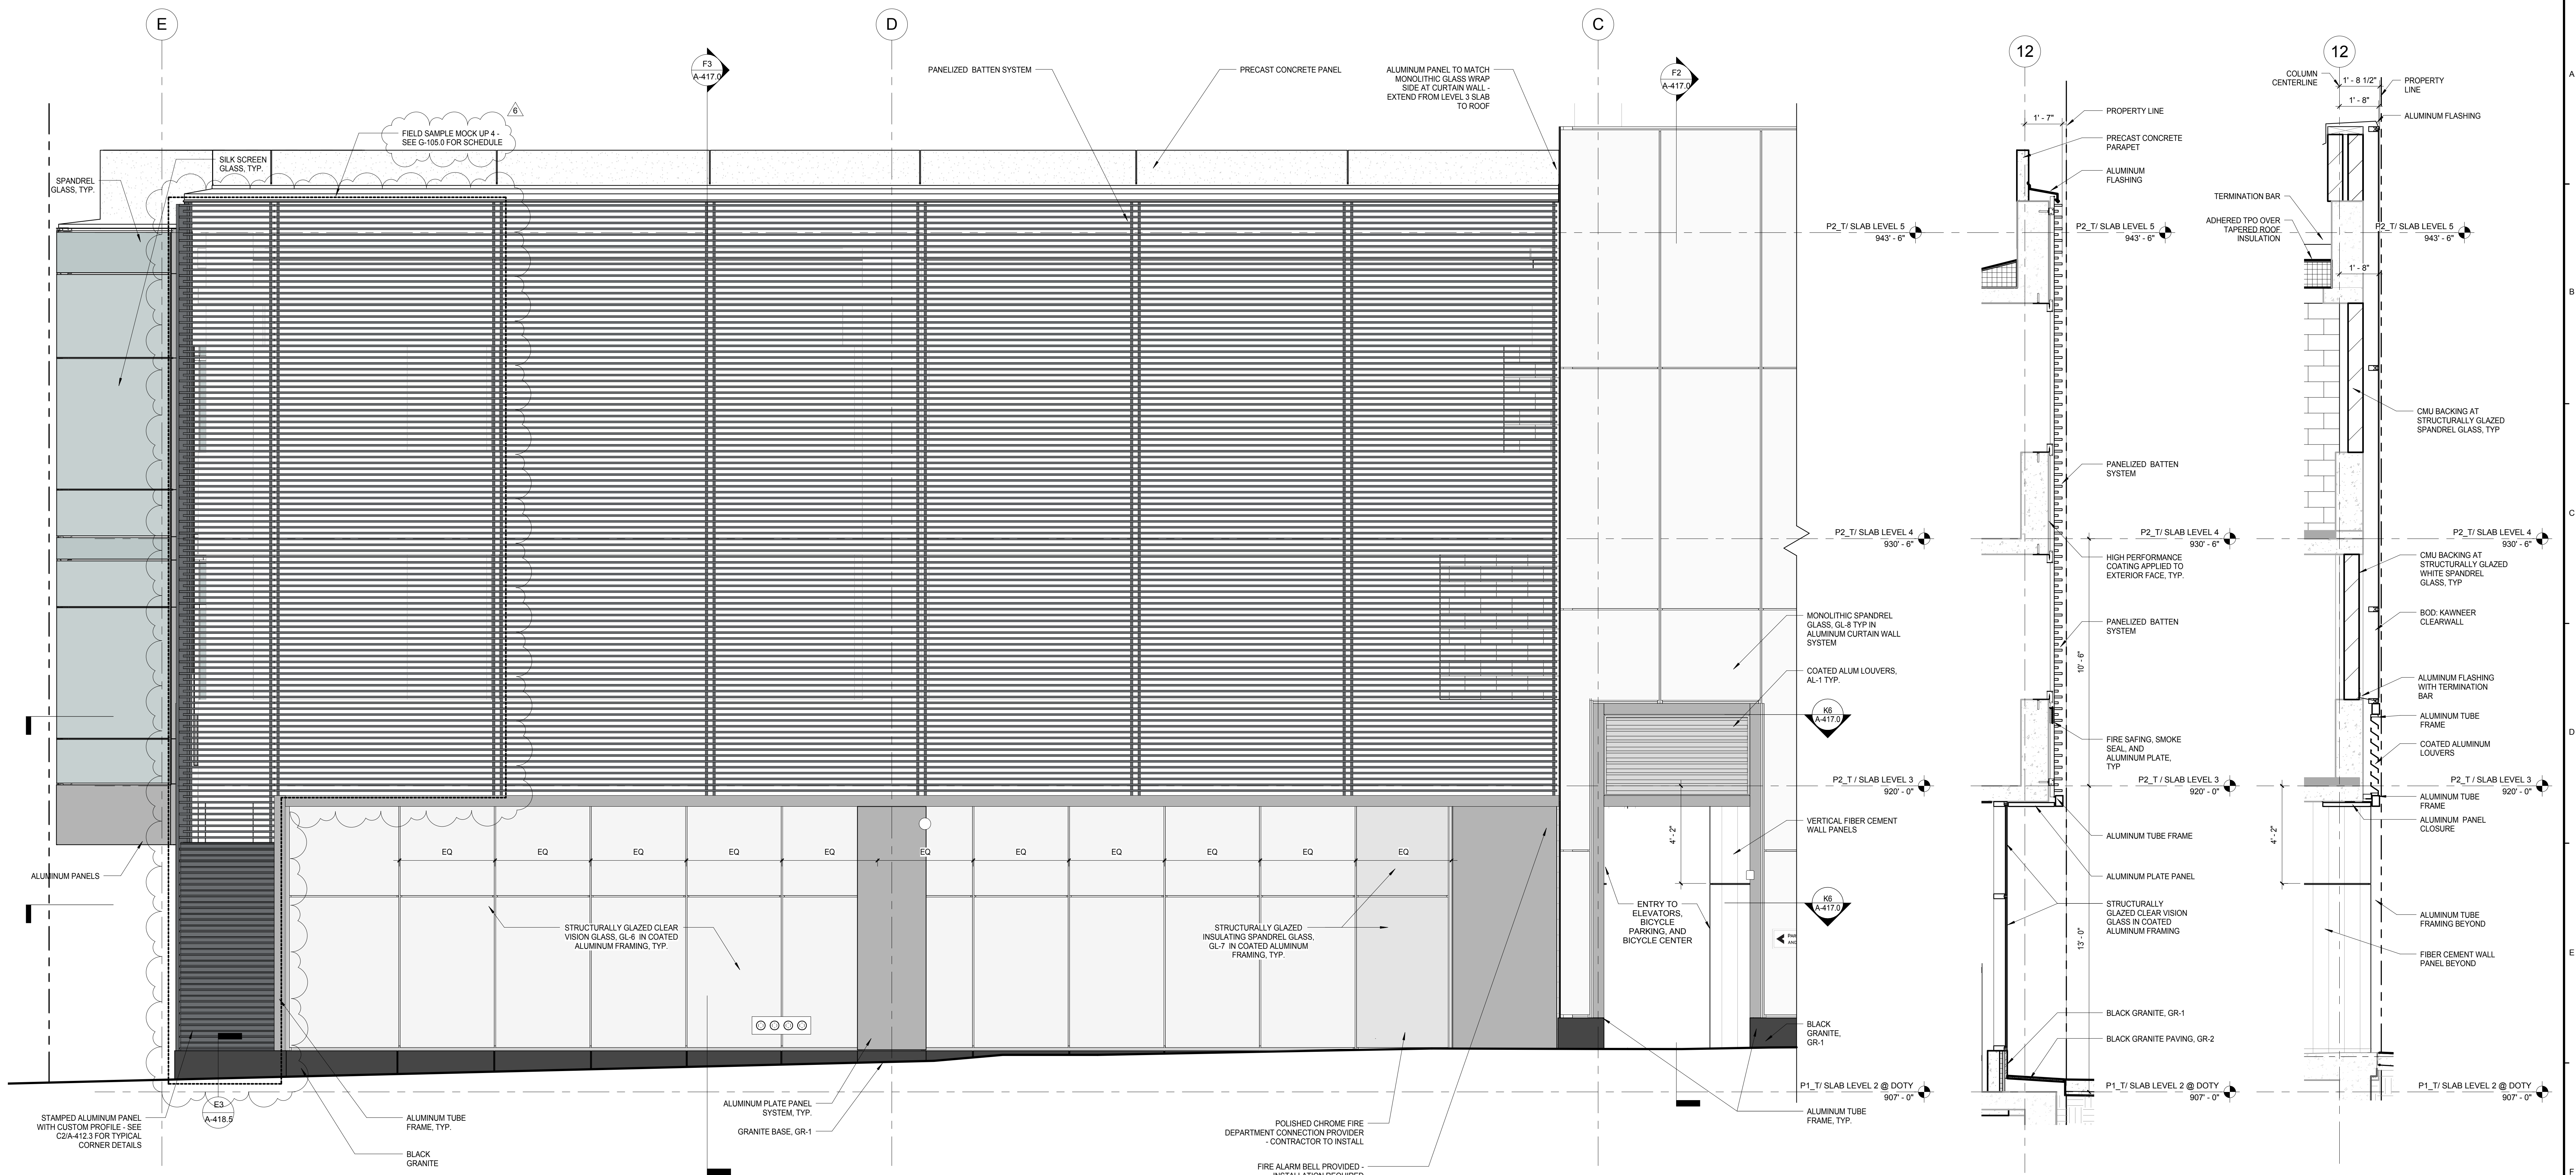 E
D
C
12
12
F3
A-417.0
F2
A-417.0
6
PANELIZED BATTEN SYSTEM
PRECAST CONCRETE PANEL
ALUMINUM PANEL TO MATCH
MONOLITHIC GLASS WRAP
SIDE AT CURTAIN WALL -
EXTEND FROM LEVEL 3 SLAB
TO ROOF
FIELD SAMPLE MOCK UP 4 -
SEE G-105.0 FOR SCHEDULE
SILK SCREEN
GLASS, TYP.
SPANDREL
GLASS, TYP.
ALUMINUM PANELS
P2_T/ SLAB LEVEL 5
943' - 6"
P2_T/ SLAB LEVEL 4
930' - 6"
MONOLITHIC SPANDREL
GLASS, GL-8 TYP IN
ALUMINUM CURTAIN WALL
SYSTEM
COATED ALUM LOUVERS,
AL-1 TYP.
K6
A-417.0
P2_T / SLAB LEVEL 3
920' - 0"
VERTICAL FIBER CEMENT
WALL PANELS
4' - 2"
K6
A-417.0
EQ
EQ
EQ
EQ
EQ
EQ
EQ
EQ
EQ
EQ
EQ
STRUCTURALLY GLAZED CLEAR
VISION GLASS, GL-6 IN COATED
ALUMINUM FRAMING, TYP.
STRUCTURALLY GLAZED
INSULATING SPANDREL GLASS,
GL-7 IN COATED ALUMINUM
FRAMING, TYP.
ENTRY TO
ELEVATORS,
BICYCLE
PARKING, AND
BICYCLE CENTER
BLACK
GRANITE,
GR-1
P1_T/ SLAB LEVEL 2 @ DOTY
907' - 0"
ALUMINUM TUBE
FRAME, TYP.
STAMPED ALUMINUM PANEL
WITH CUSTOM PROFILE - SEE
C2/A-412.3 FOR TYPICAL
CORNER DETAILS
E3
A-418.5
ALUMINUM TUBE
FRAME, TYP.
BLACK
GRANITE
ALUMINUM PLATE PANEL
SYSTEM, TYP.
GRANITE BASE, GR-1
POLISHED CHROME FIRE
DEPARTMENT CONNECTION PROVIDER
- CONTRACTOR TO INSTALL
FIRE ALARM BELL PROVIDED -
INSTALLATION REQUIRED
1' - 7"
PROPERTY LINE
PRECAST CONCRETE
PARAPET
ALUMINUM
FLASHING
P2_T/ SLAB LEVEL 5
943' - 6"
PANELIZED BATTEN
SYSTEM
P2_T/ SLAB LEVEL 4
930' - 6"
HIGH PERFORMANCE
COATING APPLIED TO
EXTERIOR FACE, TYP.
PANELIZED BATTEN
SYSTEM
10' - 6"
FIRE SAFING, SMOKE
SEAL, AND
ALUMINUM PLATE,
TYP
P2_T / SLAB LEVEL 3
920' - 0"
ALUMINUM TUBE FRAME
ALUMINUM PLATE PANEL
STRUCTURALLY
GLAZED CLEAR VISION
GLASS IN COATED
ALUMINUM FRAMING
13' - 0"
BLACK GRANITE, GR-1
BLACK GRANITE PAVING, GR-2
P1_T/ SLAB LEVEL 2 @ DOTY
907' - 0"
COLUMN
CENTERLINE
1' - 8 1/2"
PROPERTY
LINE
1' - 8"
ALUMINUM FLASHING
TERMINATION BAR
ADHERED TPO OVER
TAPERED ROOF
INSULATION
P2_T/ SLAB LEVEL 5
943' - 6"
1' - 8"
CMU BACKING AT
STRUCTURALLY GLAZED
SPANDREL GLASS, TYP
P2_T/ SLAB LEVEL 4
930' - 6"
CMU BACKING AT
STRUCTURALLY GLAZED
WHITE SPANDREL
GLASS, TYP
BOD: KAWNEER
CLEARWALL
ALUMINUM FLASHING
WITH TERMINATION
BAR
ALUMINUM TUBE
FRAME
COATED ALUMINUM
LOUVERS
P2_T / SLAB LEVEL 3
920' - 0"
ALUMINUM TUBE
FRAME
ALUMINUM PANEL
CLOSURE
4' - 2"
ALUMINUM TUBE
FRAMING BEYOND
FIBER CEMENT WALL
PANEL BEYOND
P1_T/ SLAB LEVEL 2 @ DOTY
907' - 0"
A
B
C
D
E